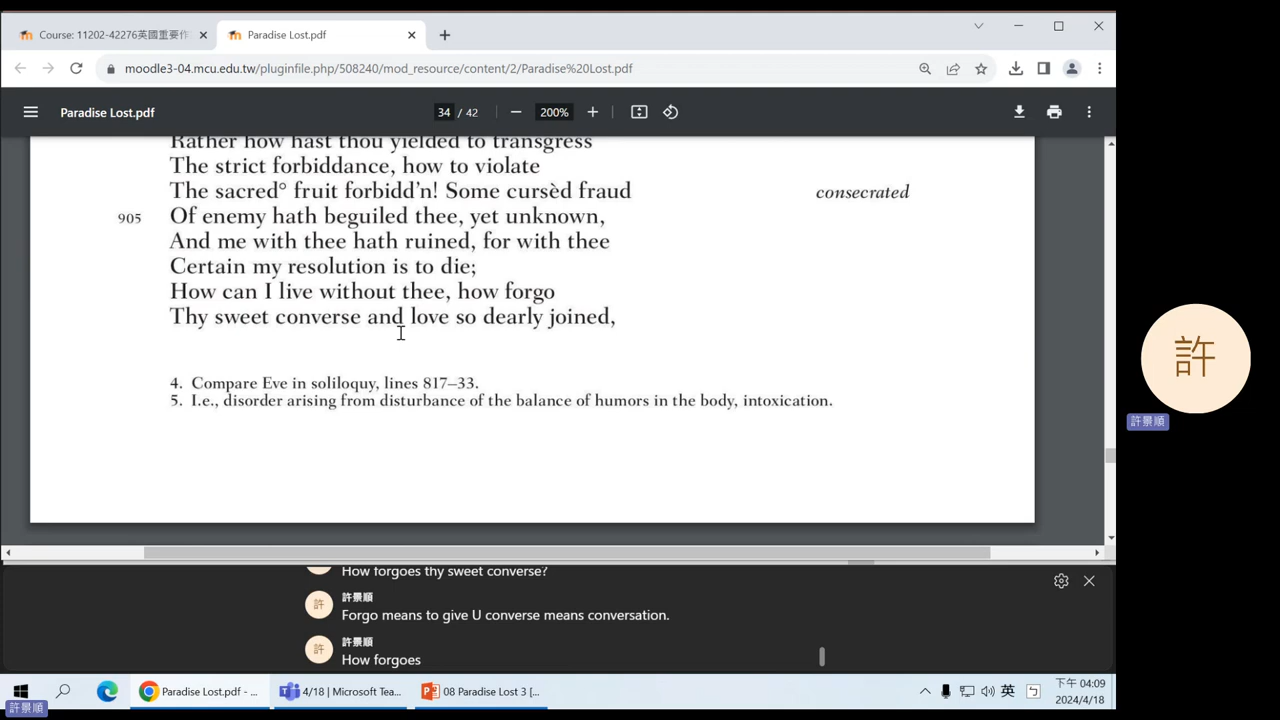 Course: 11202-42276英國重要作
Paradise Lost.pdf
moodle3-04.mcu.edu.tw/pluginfile.php/508240/mod_resource/content/2/Paradise%20Lost.pdf
Paradise Lost.pdf
34 / 42
200%
Rather how hast thou yielded to transgress
The strict forbiddance, how to violate
The sacred° fruit forbidd'n! Some cursèd fraud consecrated
905 Of enemy hath beguiled thee, yet unknown,
And me with thee hath ruined, for with thee
Certain my resolution is to die;
How can I live without thee, how forgo
Thy sweet converse and love so dearly joined,
4. Compare Eve in soliloquy, lines 817–33.
5. I.e., disorder arising from disturbance of the balance of humors in the body, intoxication.
許
許景順
How forgoes thy sweet converse?
許
許景順
Forgo means to give U converse means conversation.
許
許景順
How forgoes
Paradise Lost.pdf - ...
4/18 | Microsoft Tea...
08 Paradise Lost 3 [...
英
ㄅ
下午 04:09
2024/4/18
許景順